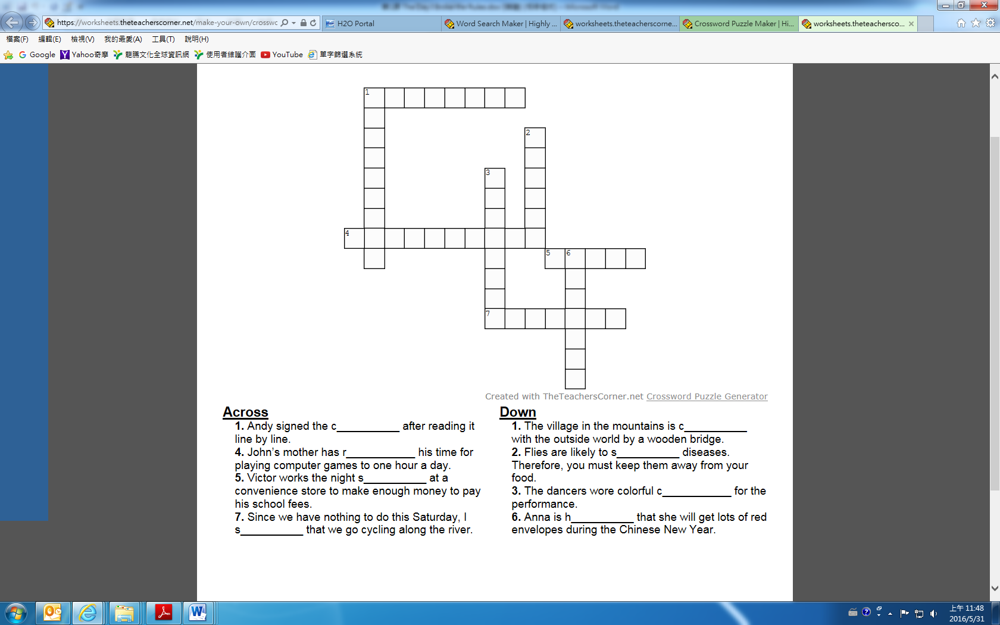 https://worksheets.theteacherscorner.net/make-your-own/crosswc
H2O Portal
Word Search Maker | Highly ...
worksheets.theteacherscorne...
Crossword Puzzle Maker | Hi...
worksheets.theteachersco...
檔案(F) 編輯(E) 檢視(V) 我的最愛(A) 工具(T) 說明(H)
Google Yahoo奇摩 龍騰文化全球資訊網 使用者維護介面 YouTube 單字篩選系統
1
2
3
4
5 6
7
Created with TheTeachersCorner.net Crossword Puzzle Generator
Across
1. Andy signed the c__________ after reading it
line by line.
4. John’s mother has r___________ his time for
playing computer games to one hour a day.
5. Victor works the night s__________ at a
convenience store to make enough money to pay
his school fees.
7. Since we have nothing to do this Saturday, I
s__________ that we go cycling along the river.
Down
1. The village in the mountains is c__________
with the outside world by a wooden bridge.
2. Flies are likely to s__________ diseases.
Therefore, you must keep them away from your
food.
3. The dancers wore colorful c___________ for the
performance.
6. Anna is h__________ that she will get lots of red
envelopes during the Chinese New Year.
上午 11:48
2016/5/31